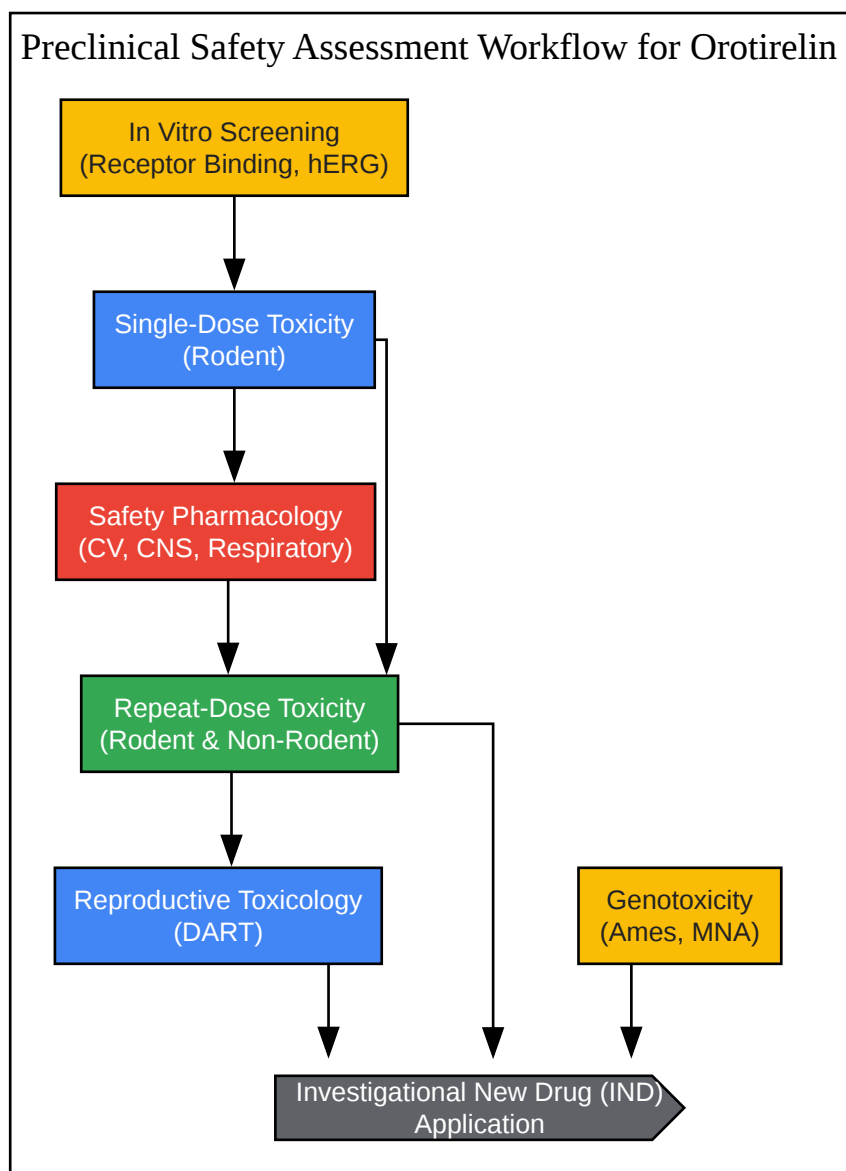 Preclinical Safety Assessment Workflow for Orotirelin
In Vitro Screening
(Receptor Binding, hERG)
Single-Dose Toxicity
(Rodent)
Safety Pharmacology
(CV, CNS, Respiratory)
Repeat-Dose Toxicity
(Rodent & Non-Rodent)
Reproductive Toxicology
(DART)
Genotoxicity
(Ames, MNA)
Investigational New Drug (IND)
Application